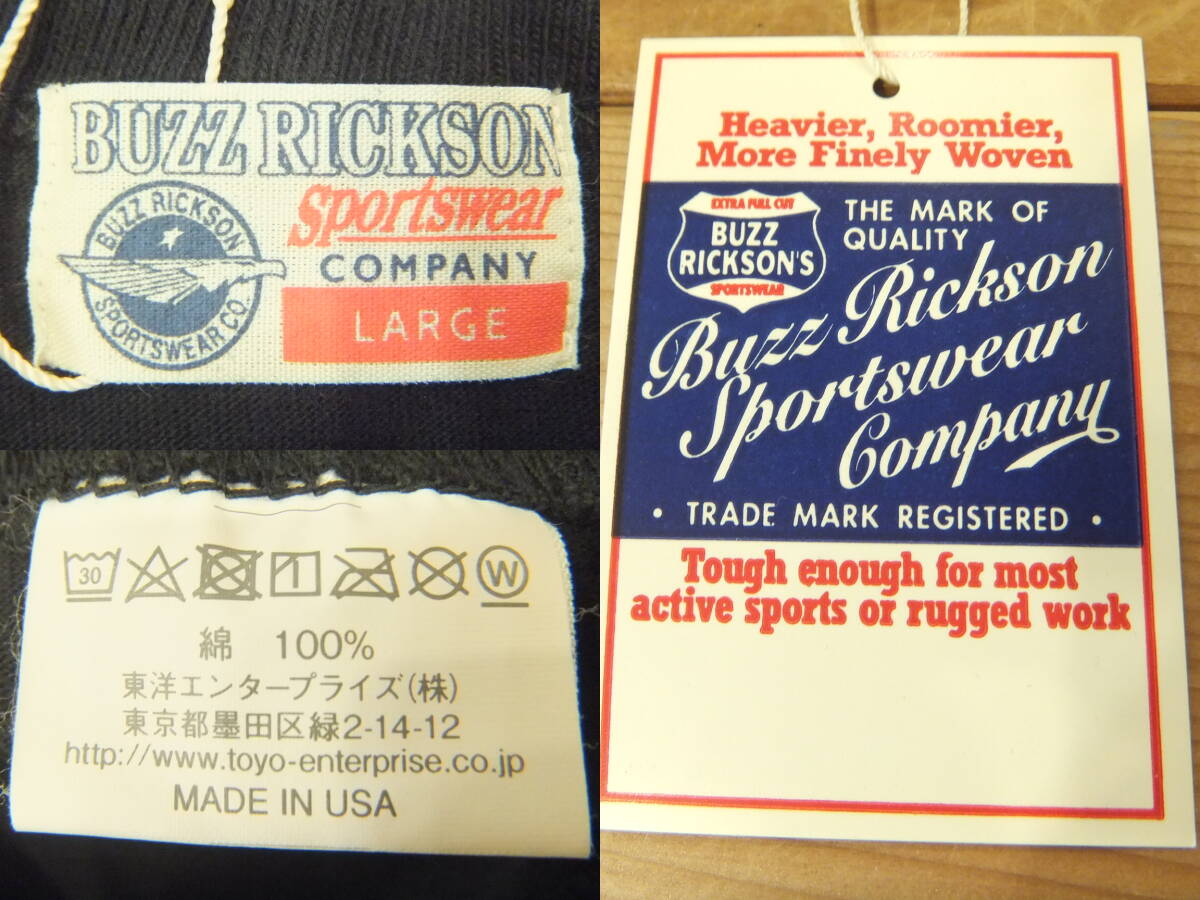 BUZZ RICKSON
Sportswear
COMPANY
LARGE
BUZZ RICKSON
SPORTSWEAR CO.
30
1
W
綿 100%
東洋エンタープライズ(株)
東京都墨田区緑2-14-12
http://www.toyo-enterprise.co.jp
MADE IN USA
Heavier, Roomier,
More Finely Woven
EXTRA FULL CUT
BUZZ
RICKSON'S
SPORTSWEAR
THE MARK OF
QUALITY
Buzz Rickson
Sportswear
Company
• TRADE MARK REGISTERED •
Tough enough for most
active sports or rugged work